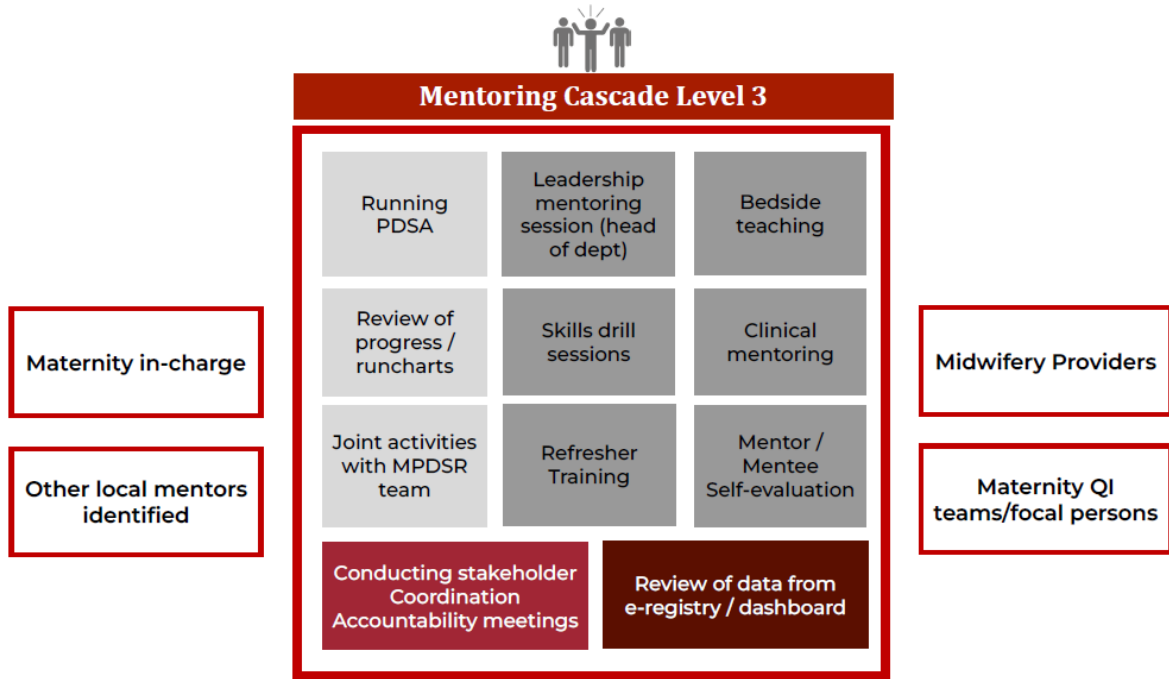 Mentoring Cascade Level 3
Running
PDSA
Leadership
mentoring
session (head
of dept)
Bedside
teaching
Review of
progress /
runcharts
Skills drill
sessions
Clinical
mentoring
Joint activities
with MPDSR
team
Refresher
Training
Mentor /
Mentee
Self-evaluation
Conducting stakeholder
Coordination
Accountability meetings
Review of data from
e-registry / dashboard
Maternity in-charge
Other local mentors
identified
Midwifery Providers
Maternity QI
teams/focal persons